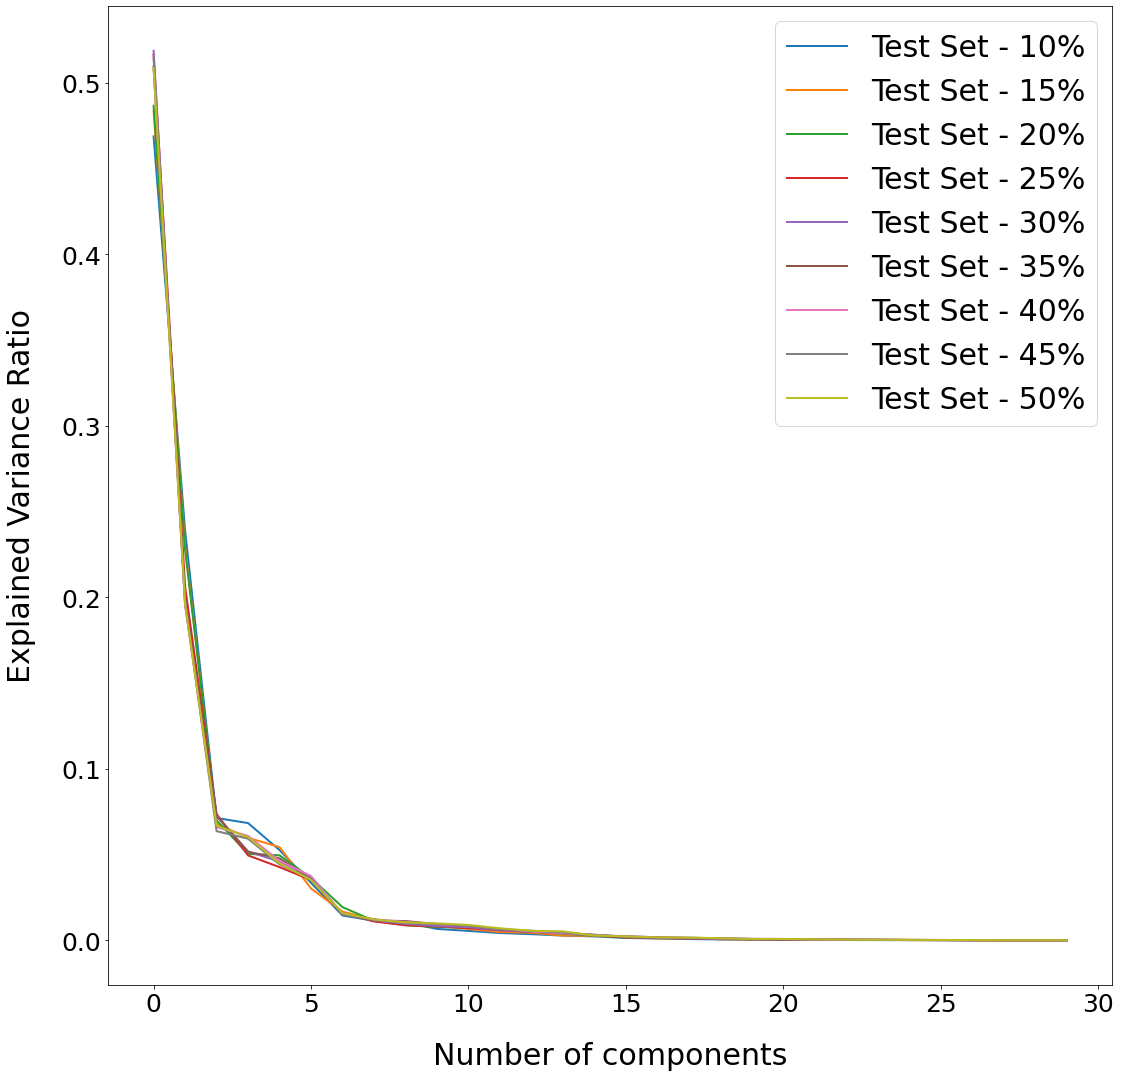 Explained Variance Ratio
0.5
0.4
0.3
0.2
0.1
0.0
Test Set - 10%
Test Set - 15%
Test Set - 20%
Test Set - 25%
Test Set - 30%
Test Set - 35%
Test Set - 40%
Test Set - 45%
Test Set - 50%
0 5 10 15 20 25 30
Number of components